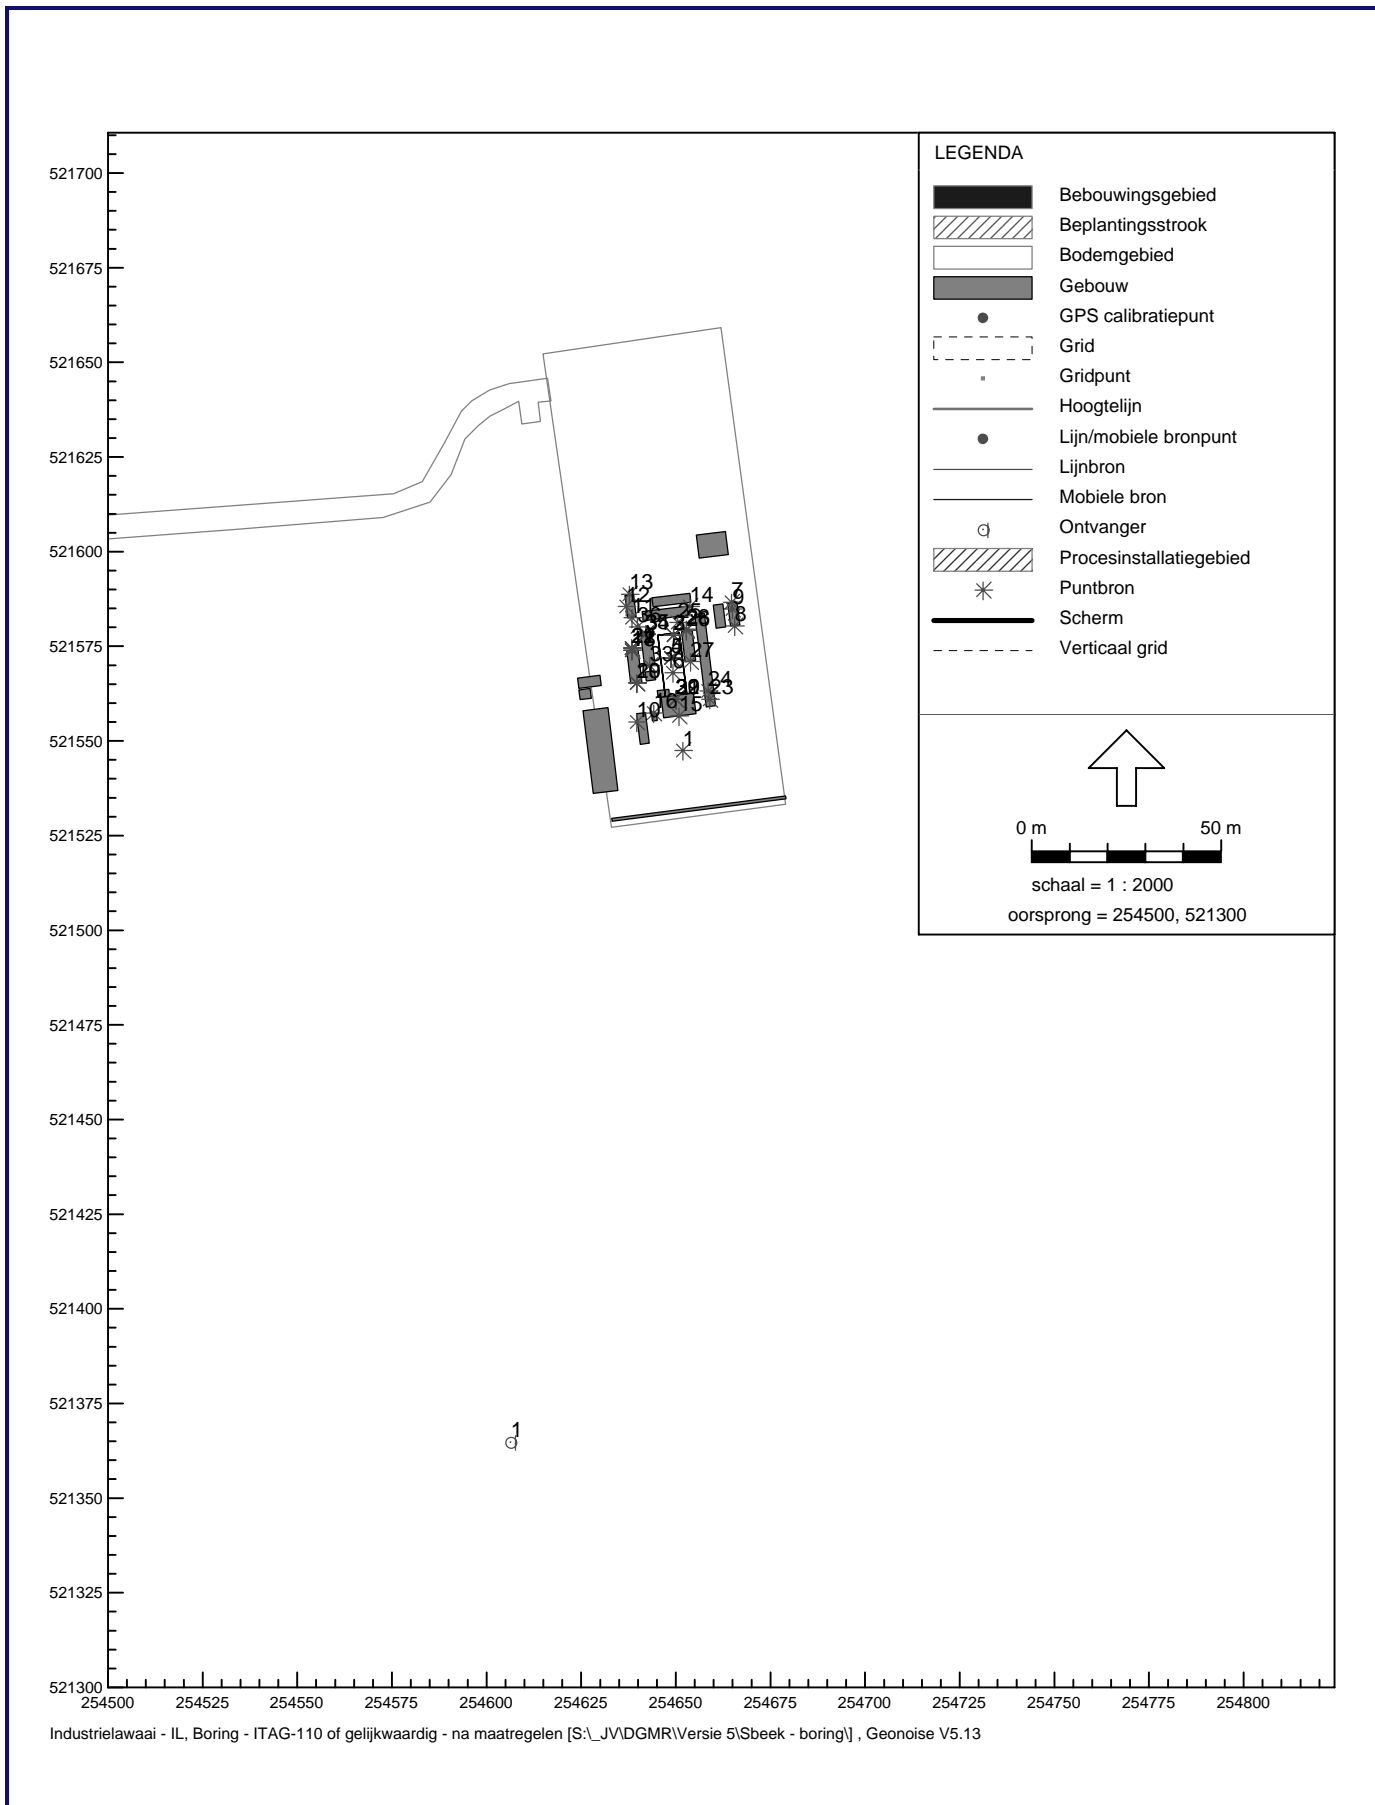 LEGENDA
Bebouwingsgebied
Beplantingsstrook
Bodemgebied
Gebouw
GPS calibratiepunt
Grid
Gridpunt
Hoogtelijn
Lijn/mobiele bronpunt
Lijnbron
Mobiele bron
Ontvanger
Procesinstallatiegebied
Puntbron
Scherm
Verticaal grid
0 m 50 m
schaal = 1 : 2000
oorsprong = 254500, 521300
521700
521675
521650
521625
521600
521575
521550
521525
521500
521475
521450
521425
521400
521375
521350
521325
521300
13
12
14
7
9
8
27
24
23
16
15
10
1
1
254500 254525 254550 254575 254600 254625 254650 254675 254700 254725 254750 254775 254800
Industrielawaai - IL, Boring - ITAG-110 of gelijkwaardig - na maatregelen [S:\_JV\DGMR\Versie 5\Sbeek - boring\] , Geonoise V5.13